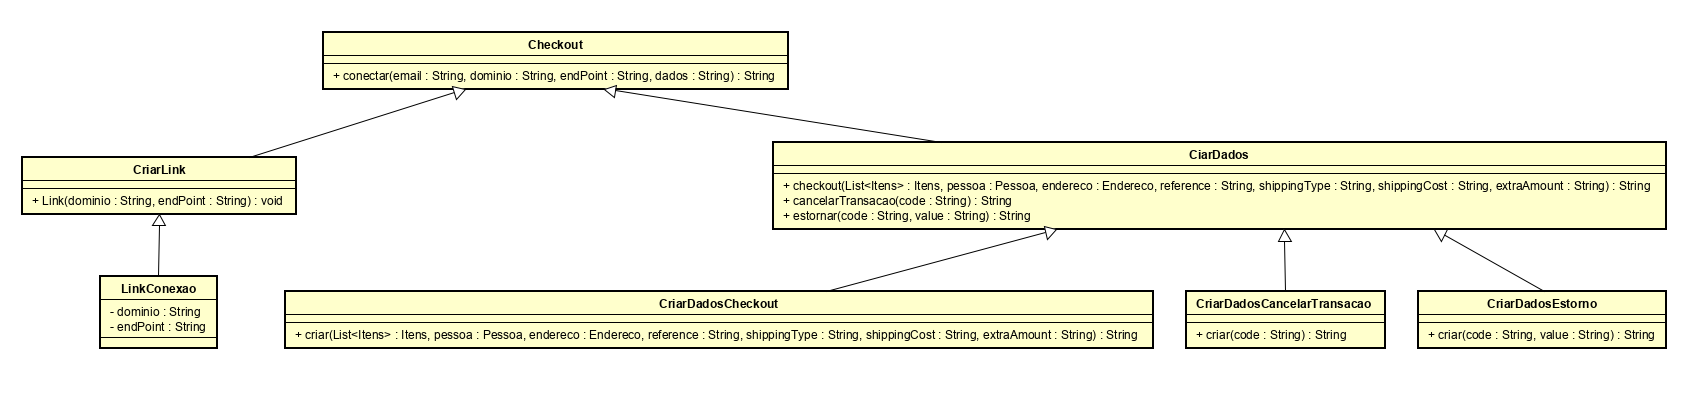 Checkout
+ conectar(email : String, dominio : String, endPoint : String, dados : String) : String
CriarLink
+ Link(dominio : String, endPoint : String) : void
CiarDados
+ checkout(List<Itens> : Itens, pessoa : Pessoa, endereco : Endereco, reference : String, shippingType : String, shippingCost : String, extraAmount : String) : String
+ cancelarTransacao(code : String) : String
+ estornar(code : String, value : String) : String
LinkConexao
- dominio : String
- endPoint : String
CriarDadosCheckout
+ criar(List<Itens> : Itens, pessoa : Pessoa, endereco : Endereco, reference : String, shippingType : String, shippingCost : String, extraAmount : String) : String
CriarDadosCancelarTransacao
+ criar(code : String) : String
CriarDadosEstorno
+ criar(code : String, value : String) : String